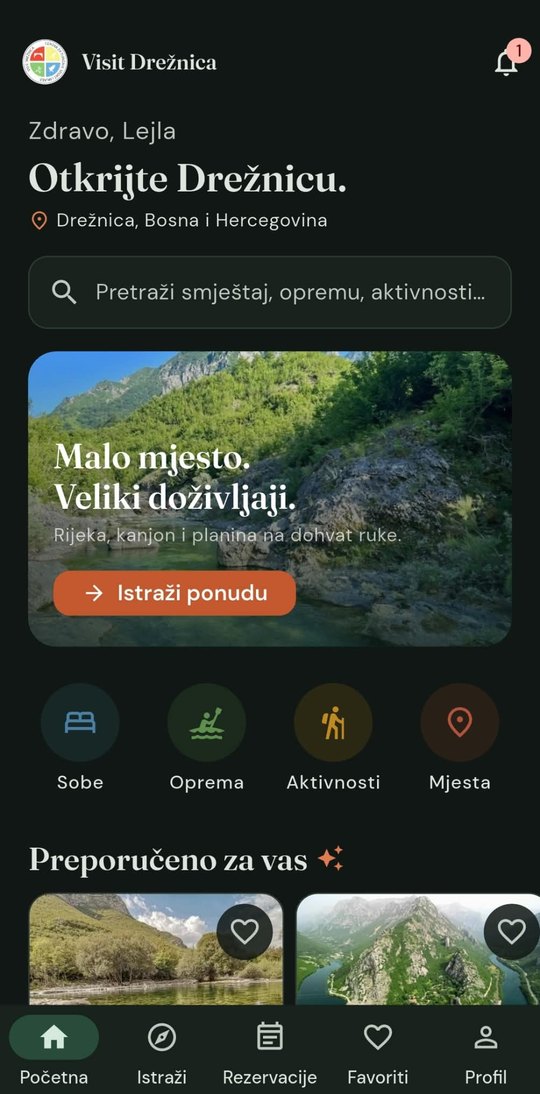 Visit Drežnica
1
Zdravo, Lejla
Otkrijte Drežnicu.
Drežnica, Bosna i Hercegovina
Pretraži smještaj, opremu, aktivnosti...
Malo mjesto.
Veliki doživljaji.
Rijeka, kanjon i planina na dohvat ruke.
Istraži ponudu
Sobe
Oprema
Aktivnosti
Mjesta
Preporučeno za vas
Početna
Istraži
Rezervacije
Favoriti
Profil